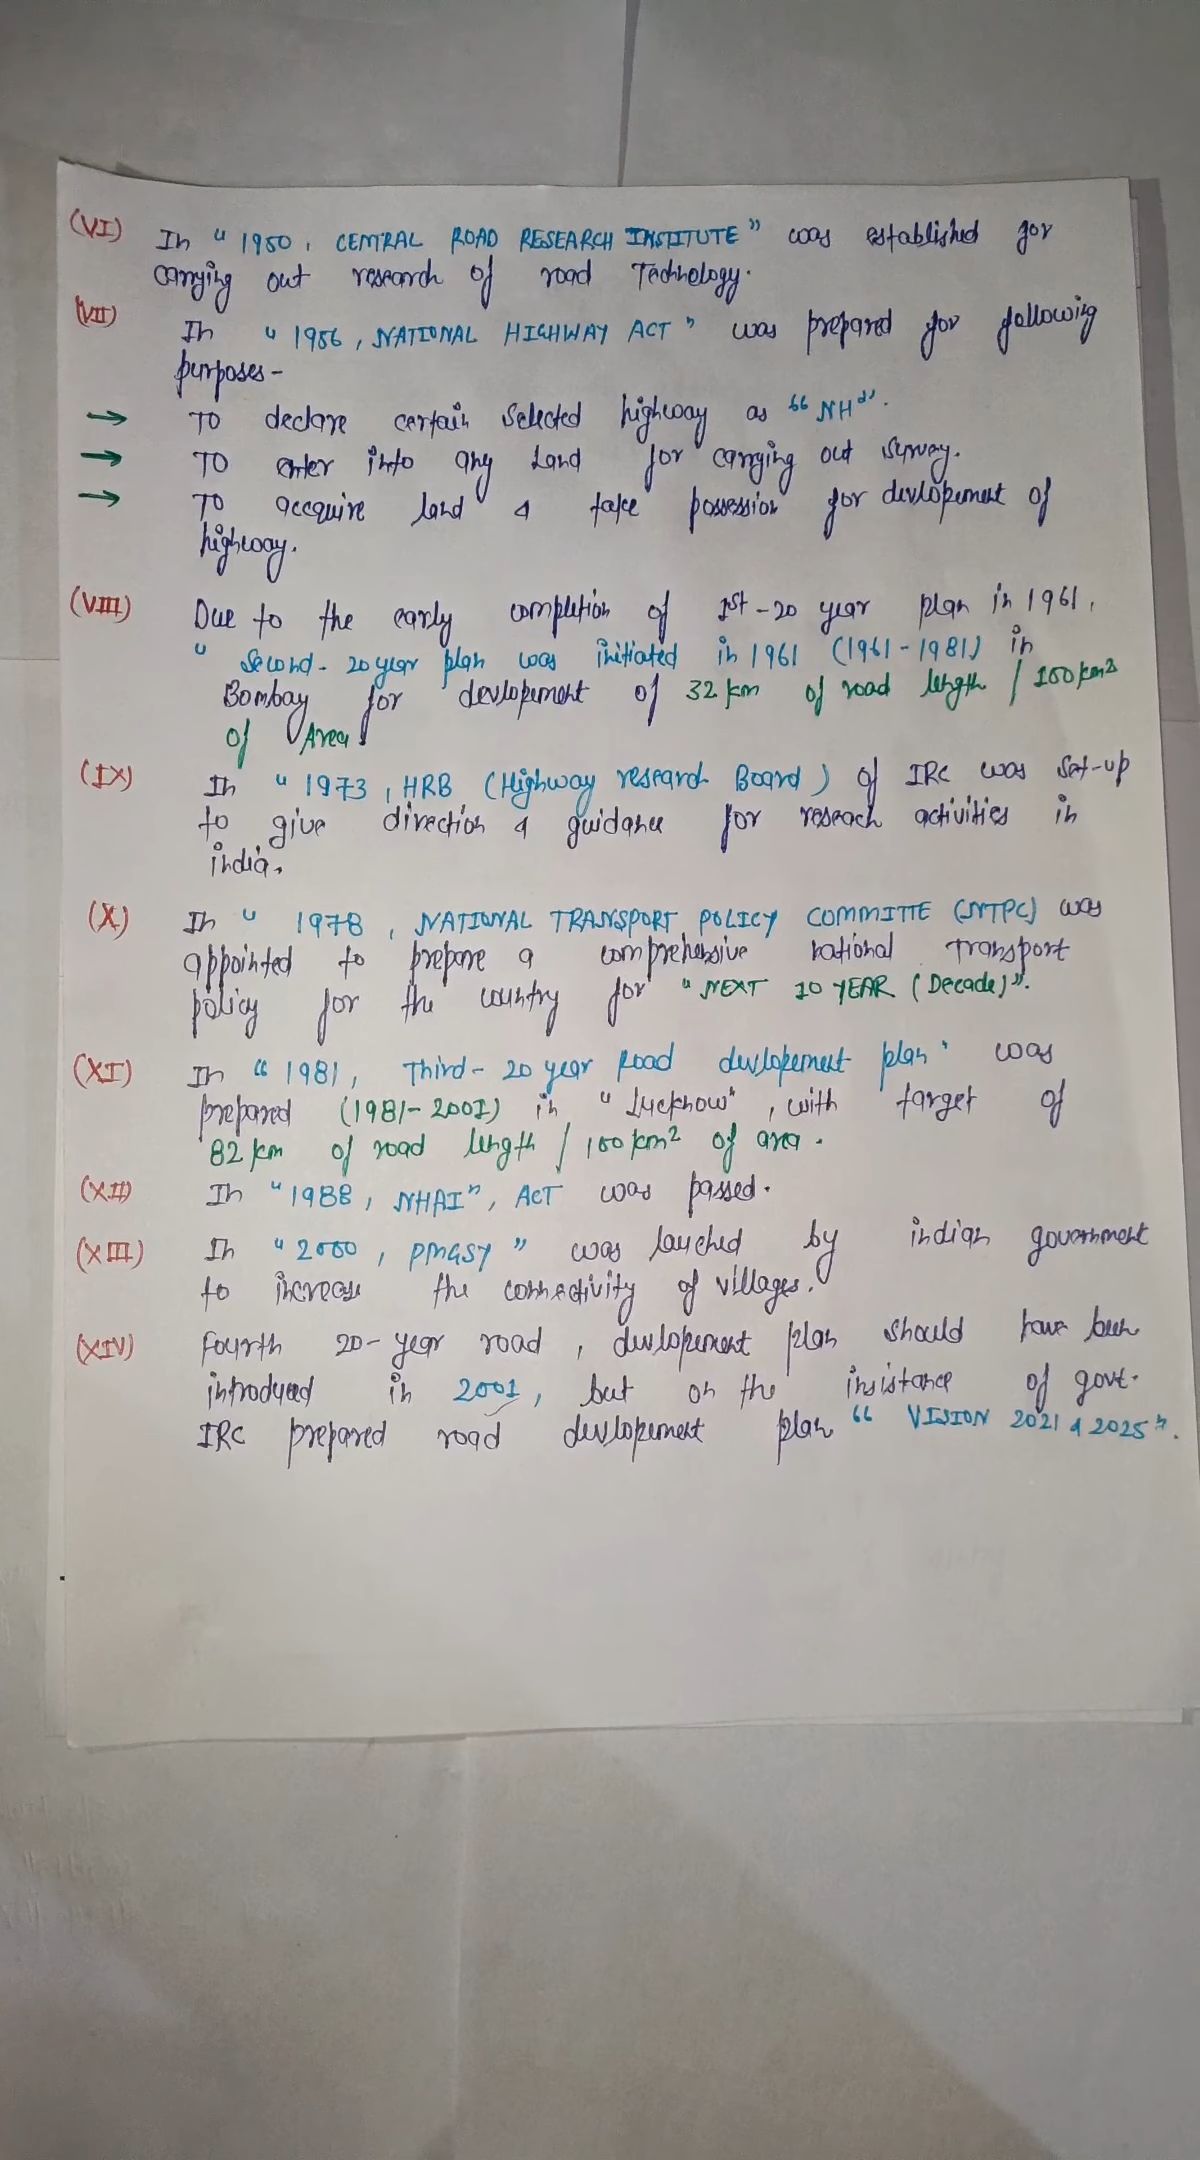 (VI) In "1950, CENTRAL ROAD RESEARCH INSTITUTE" was established for
carrying out research of road Technology.
(VII) In "1956, NATIONAL HIGHWAY ACT" was prepared for following
purposes-
→ To declare certain selected highway as "NH".
→ To enter into any land for carrying out survay.
→ To accquire land & take possession for devlopement of
highway.
(VIII) Due to the early completion of 1st-20 year plan in 1961,
" Second-20 year plan was initiated in 1961 (1961-1981) in
Bombay for devlopement of 32 km of road length / 100 km²
of Area.
(IX) In "1973, HRB (Highway research Board) of IRC was set-up
to give direction & guidance for reseach activities in
india.
(X) In "1978, NATIONAL TRANSPORT POLICY COMMITTE (NTPC) was
appointed to prepare a comprehensive national transport
policy for the country for "NEXT 10 YEAR (Decade)".
(XI) In "1981, Third-20 year Road devlopement plan" was
prepared (1981-2001) in "Lucknow", with target of
82 km of road length / 100 km² of area.
(XII) In "1988, NHAI", ACT was passed.
(XIII) In "2000, PMGSY" was lauched by indian government
to increase the connectivity of villages.
(XIV) Fourth 20-year road, devlopement plan should have been
introduced in 2001, but on the insistance of govt.
IRC prepared road devlopement plan "VISION 2021 & 2025".